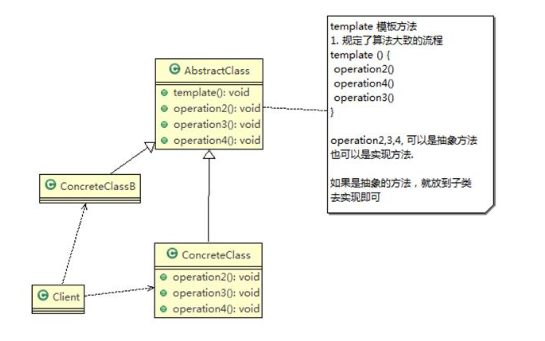 template 模板方法
1. 规定了算法大致的流程
template () {
operation2()
operation4()
operation3()
}
operation2,3,4, 可以是抽象方法
也可以是实现方法.
如果是抽象的方法，就放到子类
去实现即可
C AbstractClass
template(): void
operation2(): void
operation3(): void
operation4(): void
C ConcreteClassB
C ConcreteClass
operation2(): void
operation3(): void
operation4(): void
C Client